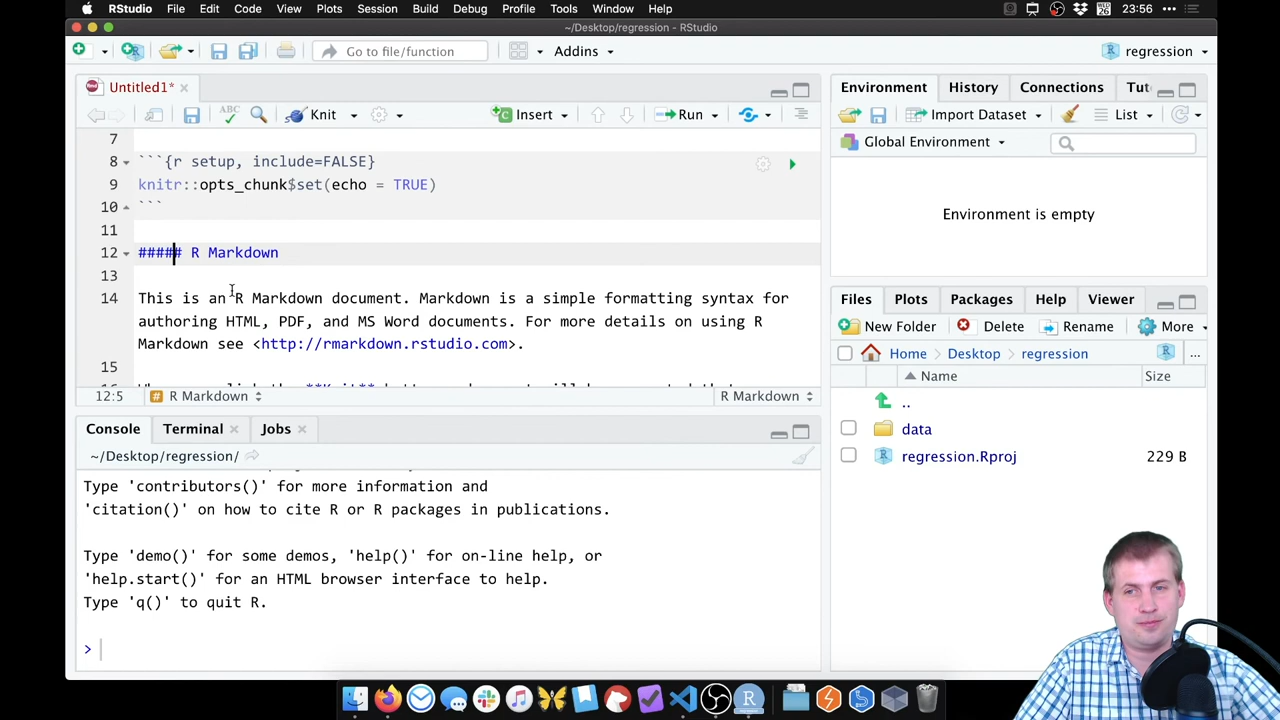 RStudio File Edit Code View Plots Session Build Debug Profile Tools Window Help 23:56
~/Desktop/regression - RStudio
Go to file/function Addins regression
Untitled1* Environment History Connections Tut
ABC Knit Insert Run Import Dataset List
Global Environment
7
8 ```{r setup, include=FALSE}
9 knitr::opts_chunk$set(echo = TRUE)
10 ```
11
12 ##### R Markdown
13
14 This is an R Markdown document. Markdown is a simple formatting syntax for
authoring HTML, PDF, and MS Word documents. For more details on using R
Markdown see <http://rmarkdown.rstudio.com>.
15
12:5 R Markdown R Markdown
Environment is empty
Files Plots Packages Help Viewer
New Folder Delete Rename More
Home Desktop regression ...
Name Size
..
data
regression.Rproj 229 B
Console Terminal Jobs
~/Desktop/regression/
Type 'contributors()' for more information and
'citation()' on how to cite R or R packages in publications.
Type 'demo()' for some demos, 'help()' for on-line help, or
'help.start()' for an HTML browser interface to help.
Type 'q()' to quit R.
>